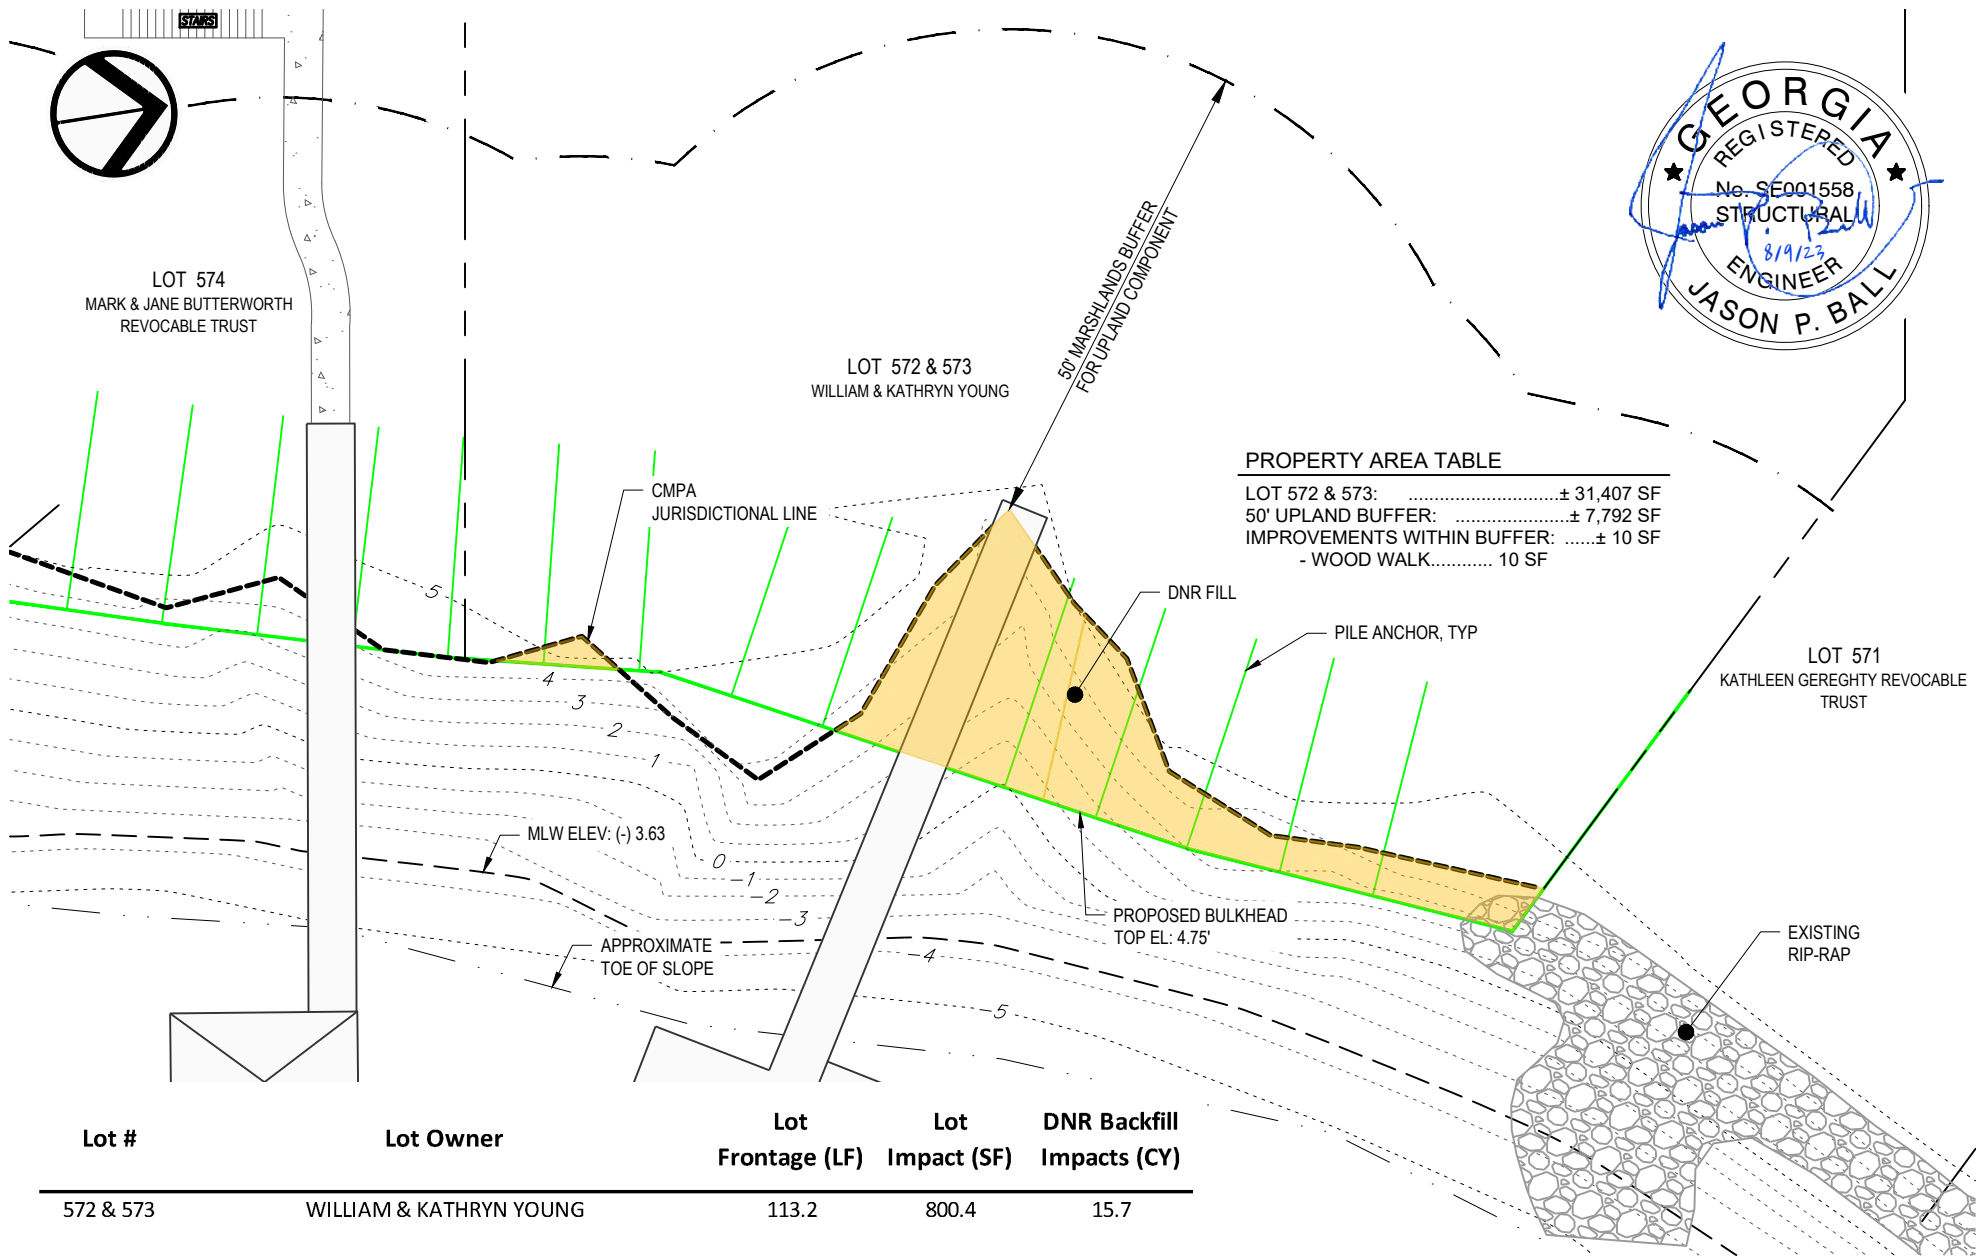 STAIRS
GEORGIA
REGISTERED
No. SE001558
STRUCTURAL
8/9/23
ENGINEER
JASON P. BALL
LOT 574
MARK & JANE BUTTERWORTH
REVOCABLE TRUST
50' MARSHLANDS BUFFER
FOR UPLAND COMPONENT
LOT 572 & 573
WILLIAM & KATHRYN YOUNG
PROPERTY AREA TABLE
LOT 572 & 573: .............................± 31,407 SF
50' UPLAND BUFFER: ......................± 7,792 SF
IMPROVEMENTS WITHIN BUFFER: ......± 10 SF
- WOOD WALK............ 10 SF
CMPA
JURISDICTIONAL LINE
DNR FILL
PILE ANCHOR, TYP
LOT 571
KATHLEEN GEREGHTY REVOCABLE
TRUST
5
4
3
2
1
0
-1
-2
-3
-4
-5
MLW ELEV: (-) 3.63
APPROXIMATE
TOE OF SLOPE
PROPOSED BULKHEAD
TOP EL: 4.75'
EXISTING
RIP-RAP
Lot # Lot Owner Lot Frontage (LF) Lot Impact (SF) DNR Backfill Impacts (CY)
572 & 573 WILLIAM & KATHRYN YOUNG 113.2 800.4 15.7